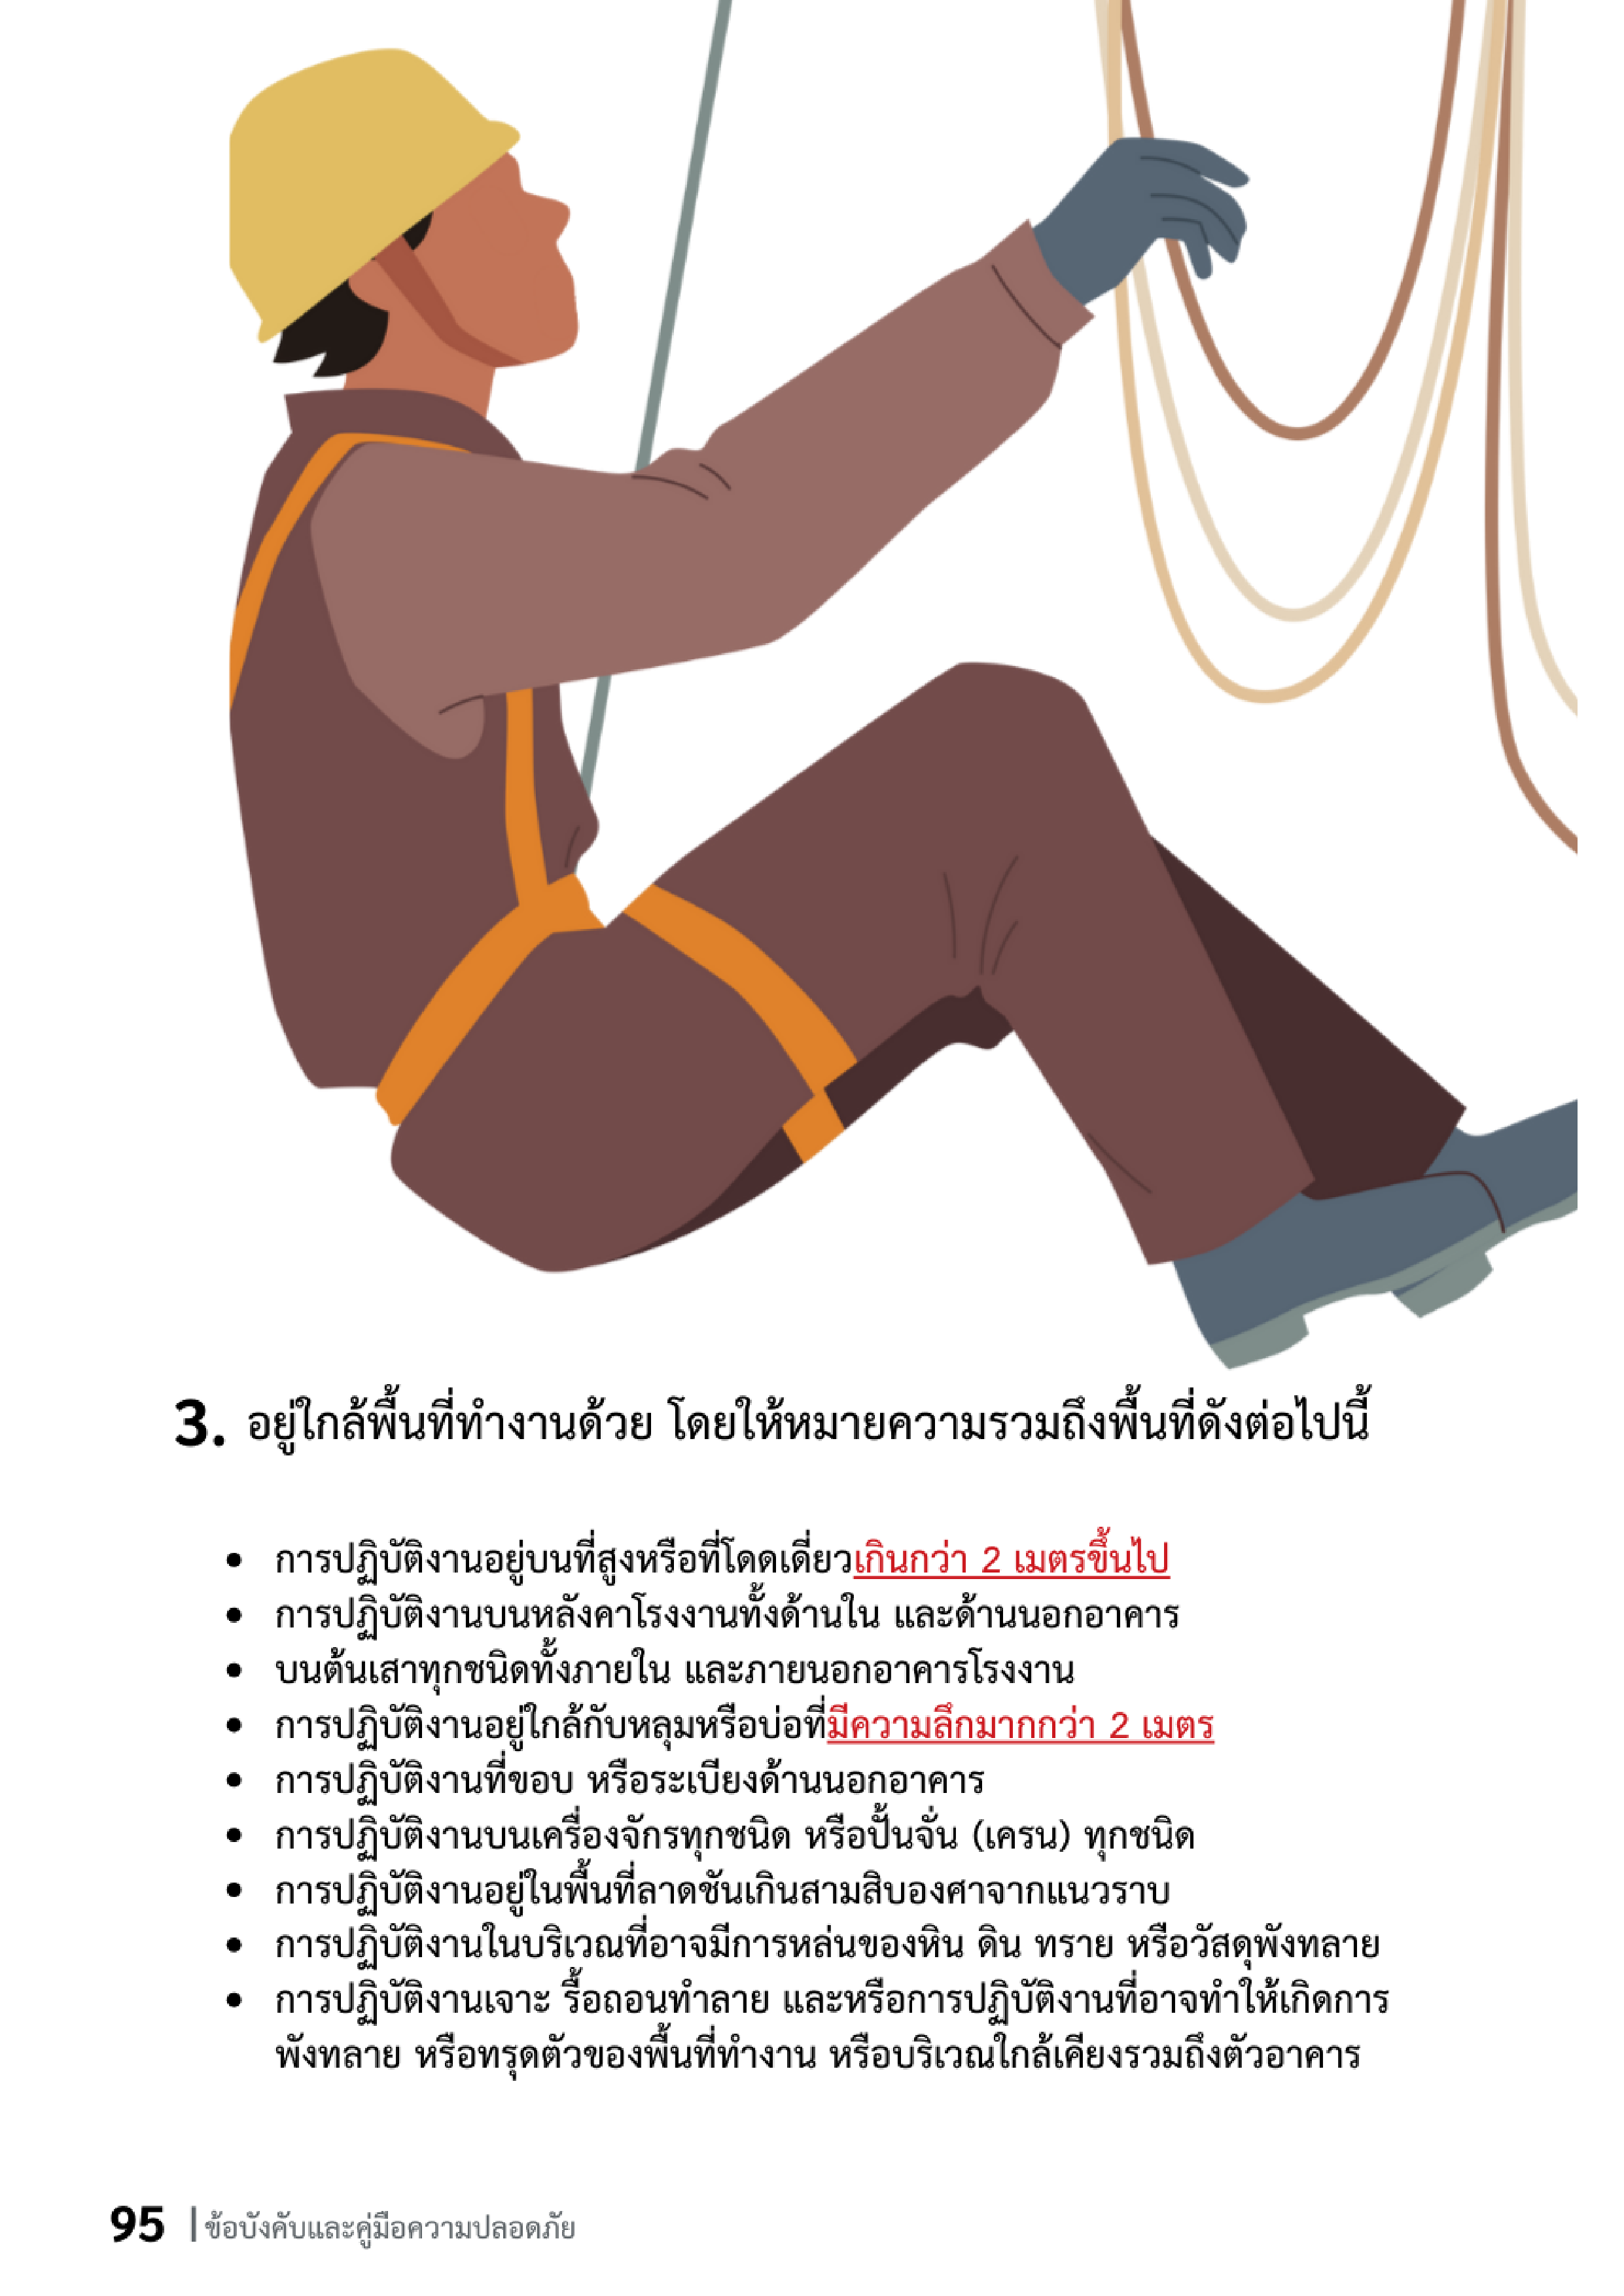 3. อยู่ใกล้พื้นที่ทำงานด้วย โดยให้หมายความรวมถึงพื้นที่ดังต่อไปนี้
• การปฏิบัติงานอยู่บนที่สูงหรือที่โดดเดี่ยวเกินกว่า 2 เมตรขึ้นไป
• การปฏิบัติงานบนหลังคาโรงงานทั้งด้านใน และด้านนอกอาคาร
• บนต้นเสาทุกชนิดทั้งภายใน และภายนอกอาคารโรงงาน
• การปฏิบัติงานอยู่ใกล้กับหลุมหรือบ่อที่มีความลึกมากกว่า 2 เมตร
• การปฏิบัติงานที่ขอบ หรือระเบียงด้านนอกอาคาร
• การปฏิบัติงานบนเครื่องจักรทุกชนิด หรือปั้นจั่น (เครน) ทุกชนิด
• การปฏิบัติงานอยู่ในพื้นที่ลาดชันเกินสามสิบองศาจากแนวราบ
• การปฏิบัติงานในบริเวณที่อาจมีการหล่นของหิน ดิน ทราย หรือวัสดุพังทลาย
• การปฏิบัติงานเจาะ รื้อถอนทำลาย และหรือการปฏิบัติงานที่อาจทำให้เกิดการ
พังทลาย หรือทรุดตัวของพื้นที่ทำงาน หรือบริเวณใกล้เคียงรวมถึงตัวอาคาร
95 | ข้อบังคับและคู่มือความปลอดภัย